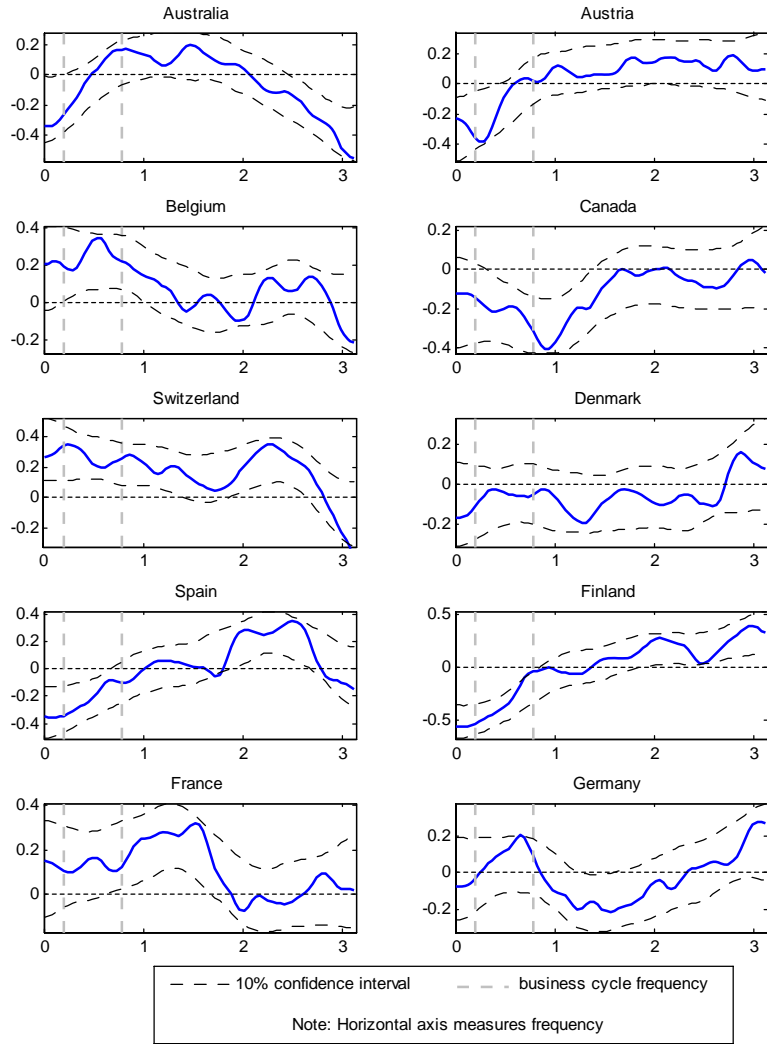 Australia
0.2
0
-0.2
-0.4
0 1 2 3
Austria
0.2
0
-0.2
-0.4
0 1 2 3
Belgium
0.4
0.2
0
-0.2
0 1 2 3
Canada
0.2
0
-0.2
-0.4
0 1 2 3
Switzerland
0.4
0.2
0
-0.2
0 1 2 3
Denmark
0.2
0
-0.2
0 1 2 3
Spain
0.4
0.2
0
-0.2
-0.4
0 1 2 3
Finland
0.5
0
-0.5
0 1 2 3
France
0.4
0.2
0
0 1 2 3
Germany
0.2
0
-0.2
0 1 2 3
10% confidence interval business cycle frequency
Note: Horizontal axis measures frequency